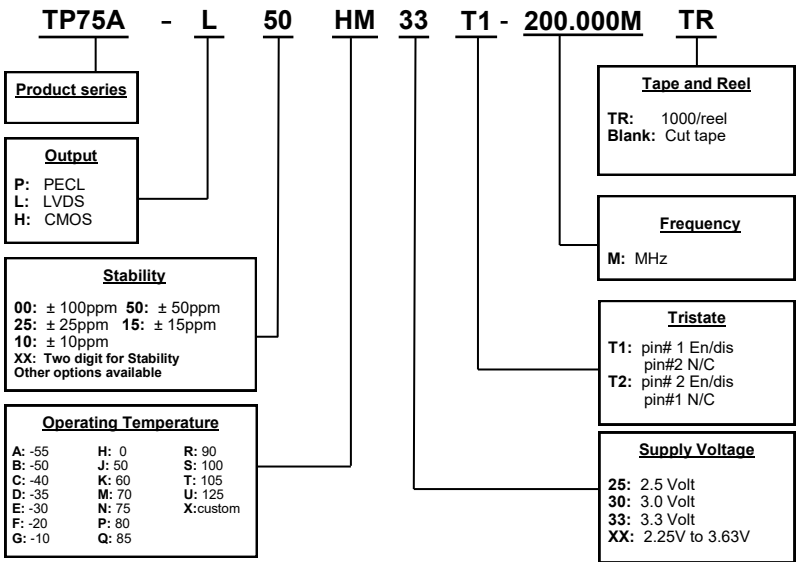 TP75A - L 50 HM 33 T1 - 200.000M TR
Product series
Output
P: PECL
L: LVDS
H: CMOS
Stability
00: ± 100ppm 50: ± 50ppm
25: ± 25ppm 15: ± 15ppm
10: ± 10ppm
XX: Two digit for Stability
Other options available
Operating Temperature
A: -55 H: 0 R: 90
B: -50 J: 50 S: 100
C: -40 K: 60 T: 105
D: -35 M: 70 U: 125
E: -30 N: 75 X:custom
F: -20 P: 80
G: -10 Q: 85
Tape and Reel
TR: 1000/reel
Blank: Cut tape
Frequency
M: MHz
Tristate
T1: pin# 1 En/dis
pin#2 N/C
T2: pin# 2 En/dis
pin#1 N/C
Supply Voltage
25: 2.5 Volt
30: 3.0 Volt
33: 3.3 Volt
XX: 2.25V to 3.63V